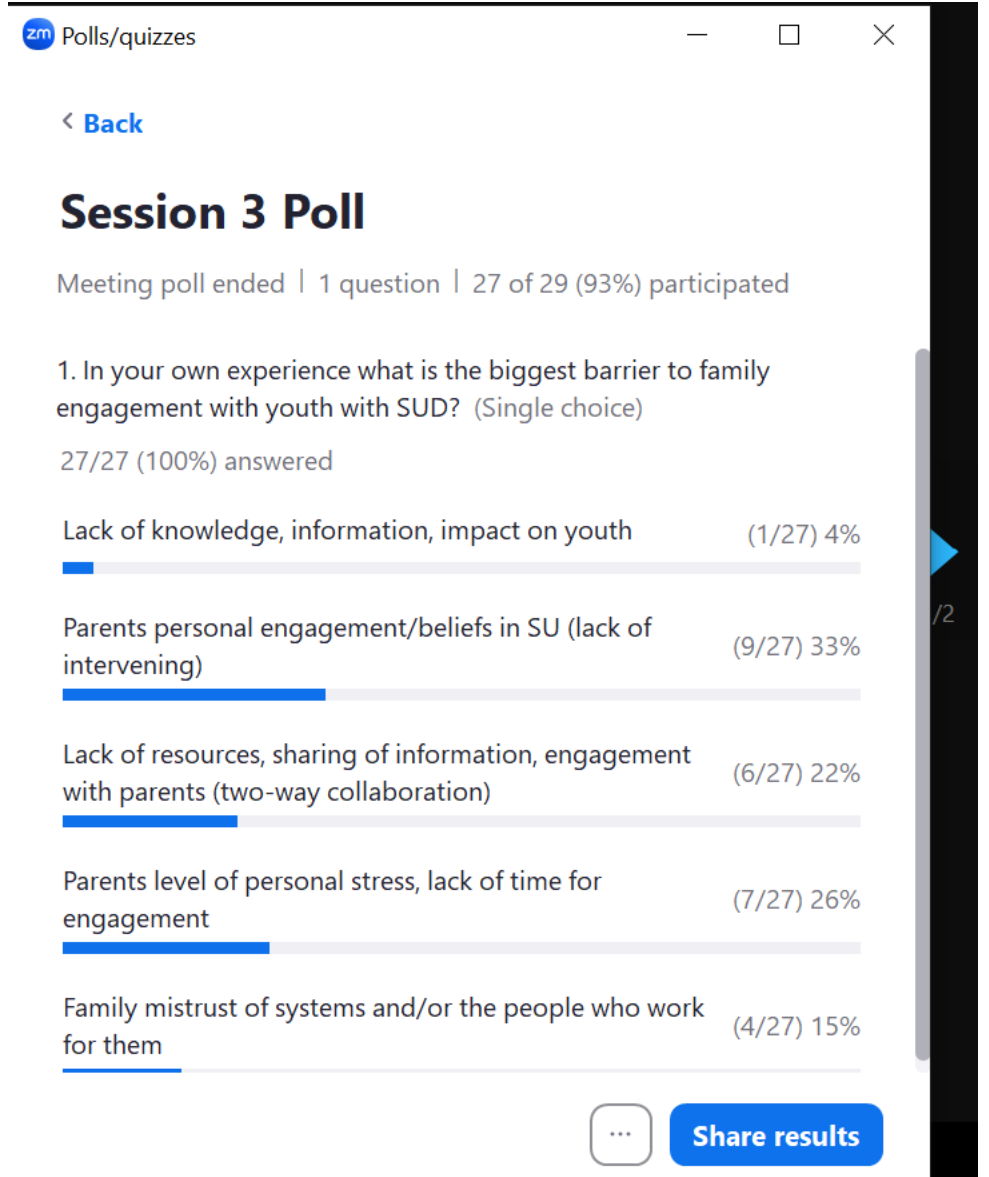 zm Polls/quizzes
Back
Session 3 Poll
Meeting poll ended | 1 question | 27 of 29 (93%) participated
1. In your own experience what is the biggest barrier to family
engagement with youth with SUD? (Single choice)
27/27 (100%) answered
Lack of knowledge, information, impact on youth (1/27) 4%
Parents personal engagement/beliefs in SU (lack of
intervening) (9/27) 33%
Lack of resources, sharing of information, engagement
with parents (two-way collaboration) (6/27) 22%
Parents level of personal stress, lack of time for
engagement (7/27) 26%
Family mistrust of systems and/or the people who work
for them (4/27) 15%
/2
... Share results